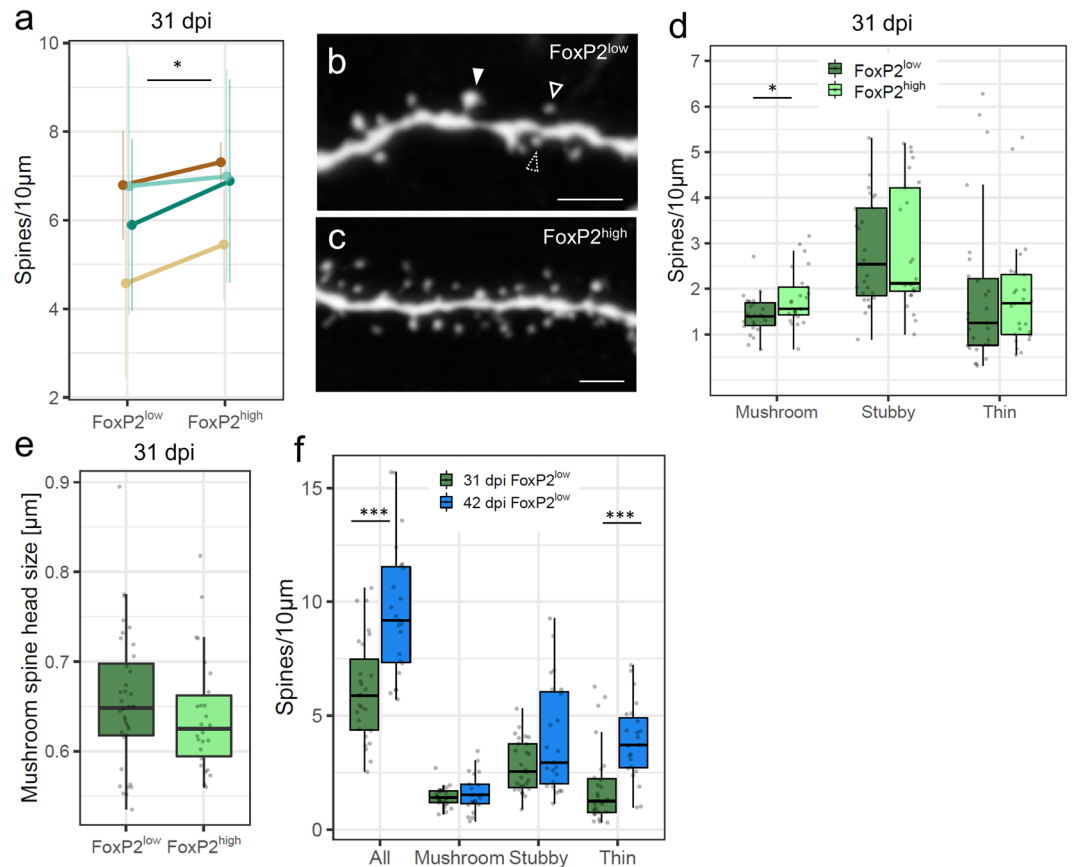 a
31 dpi
Spines/10µm
10
8
6
4
2
FoxP2low
FoxP2high
*
b
FoxP2low
c
FoxP2high
d
31 dpi
Spines/10µm
7
6
5
4
3
2
1
FoxP2low
FoxP2high
*
Mushroom
Stubby
Thin
e
31 dpi
Mushroom spine head size [µm]
0.9
0.8
0.7
0.6
FoxP2low
FoxP2high
f
Spines/10µm
15
10
5
0
31 dpi FoxP2low
42 dpi FoxP2low
***
***
All
Mushroom
Stubby
Thin